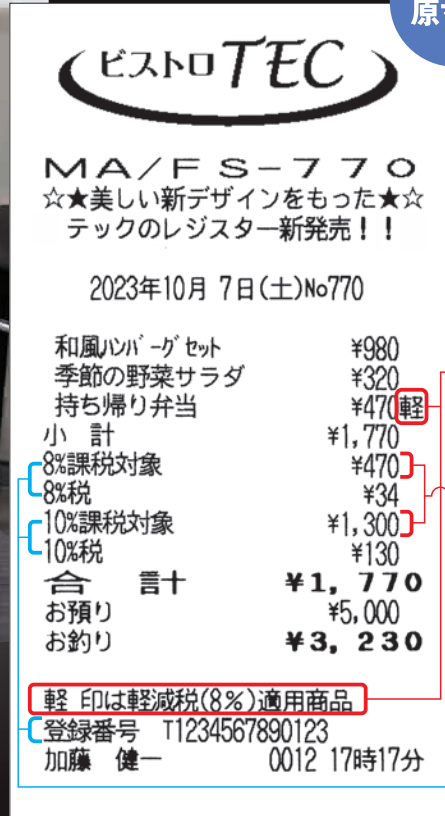 原
ビストロTEC
MA/FS-770
☆★美しい新デザインをもった★☆
テックのレジスター新発売！！
2023年10月 7日(土)No770
和風ﾊﾝﾊﾞｰｸﾞｾｯﾄ ¥980
季節の野菜サラダ ¥320
持ち帰り弁当 ¥470軽
小 計 ¥1,770
8%課税対象 ¥470
8%税 ¥34
10%課税対象 ¥1,300
10%税 ¥130
合 計 ¥1, 770
お預り ¥5,000
お釣り ¥3, 230
軽 印は軽減税(8%)適用商品
登録番号 T1234567890123
加藤 健一 0012 17時17分